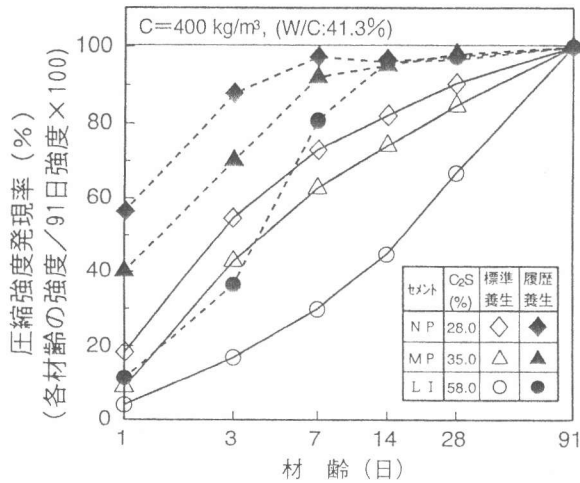 C＝400 kg/m³, (W/C:41.3%)
圧縮強度発現率 (%)
(各材齢の強度／91日強度×100)
100
80
60
40
20
0
1 3 7 14 28 91
材 齢 (日)
セメント C₂S (%) 標準養生 履歴養生
ＮＰ 28.0
ＭＰ 35.0
ＬＩ 58.0